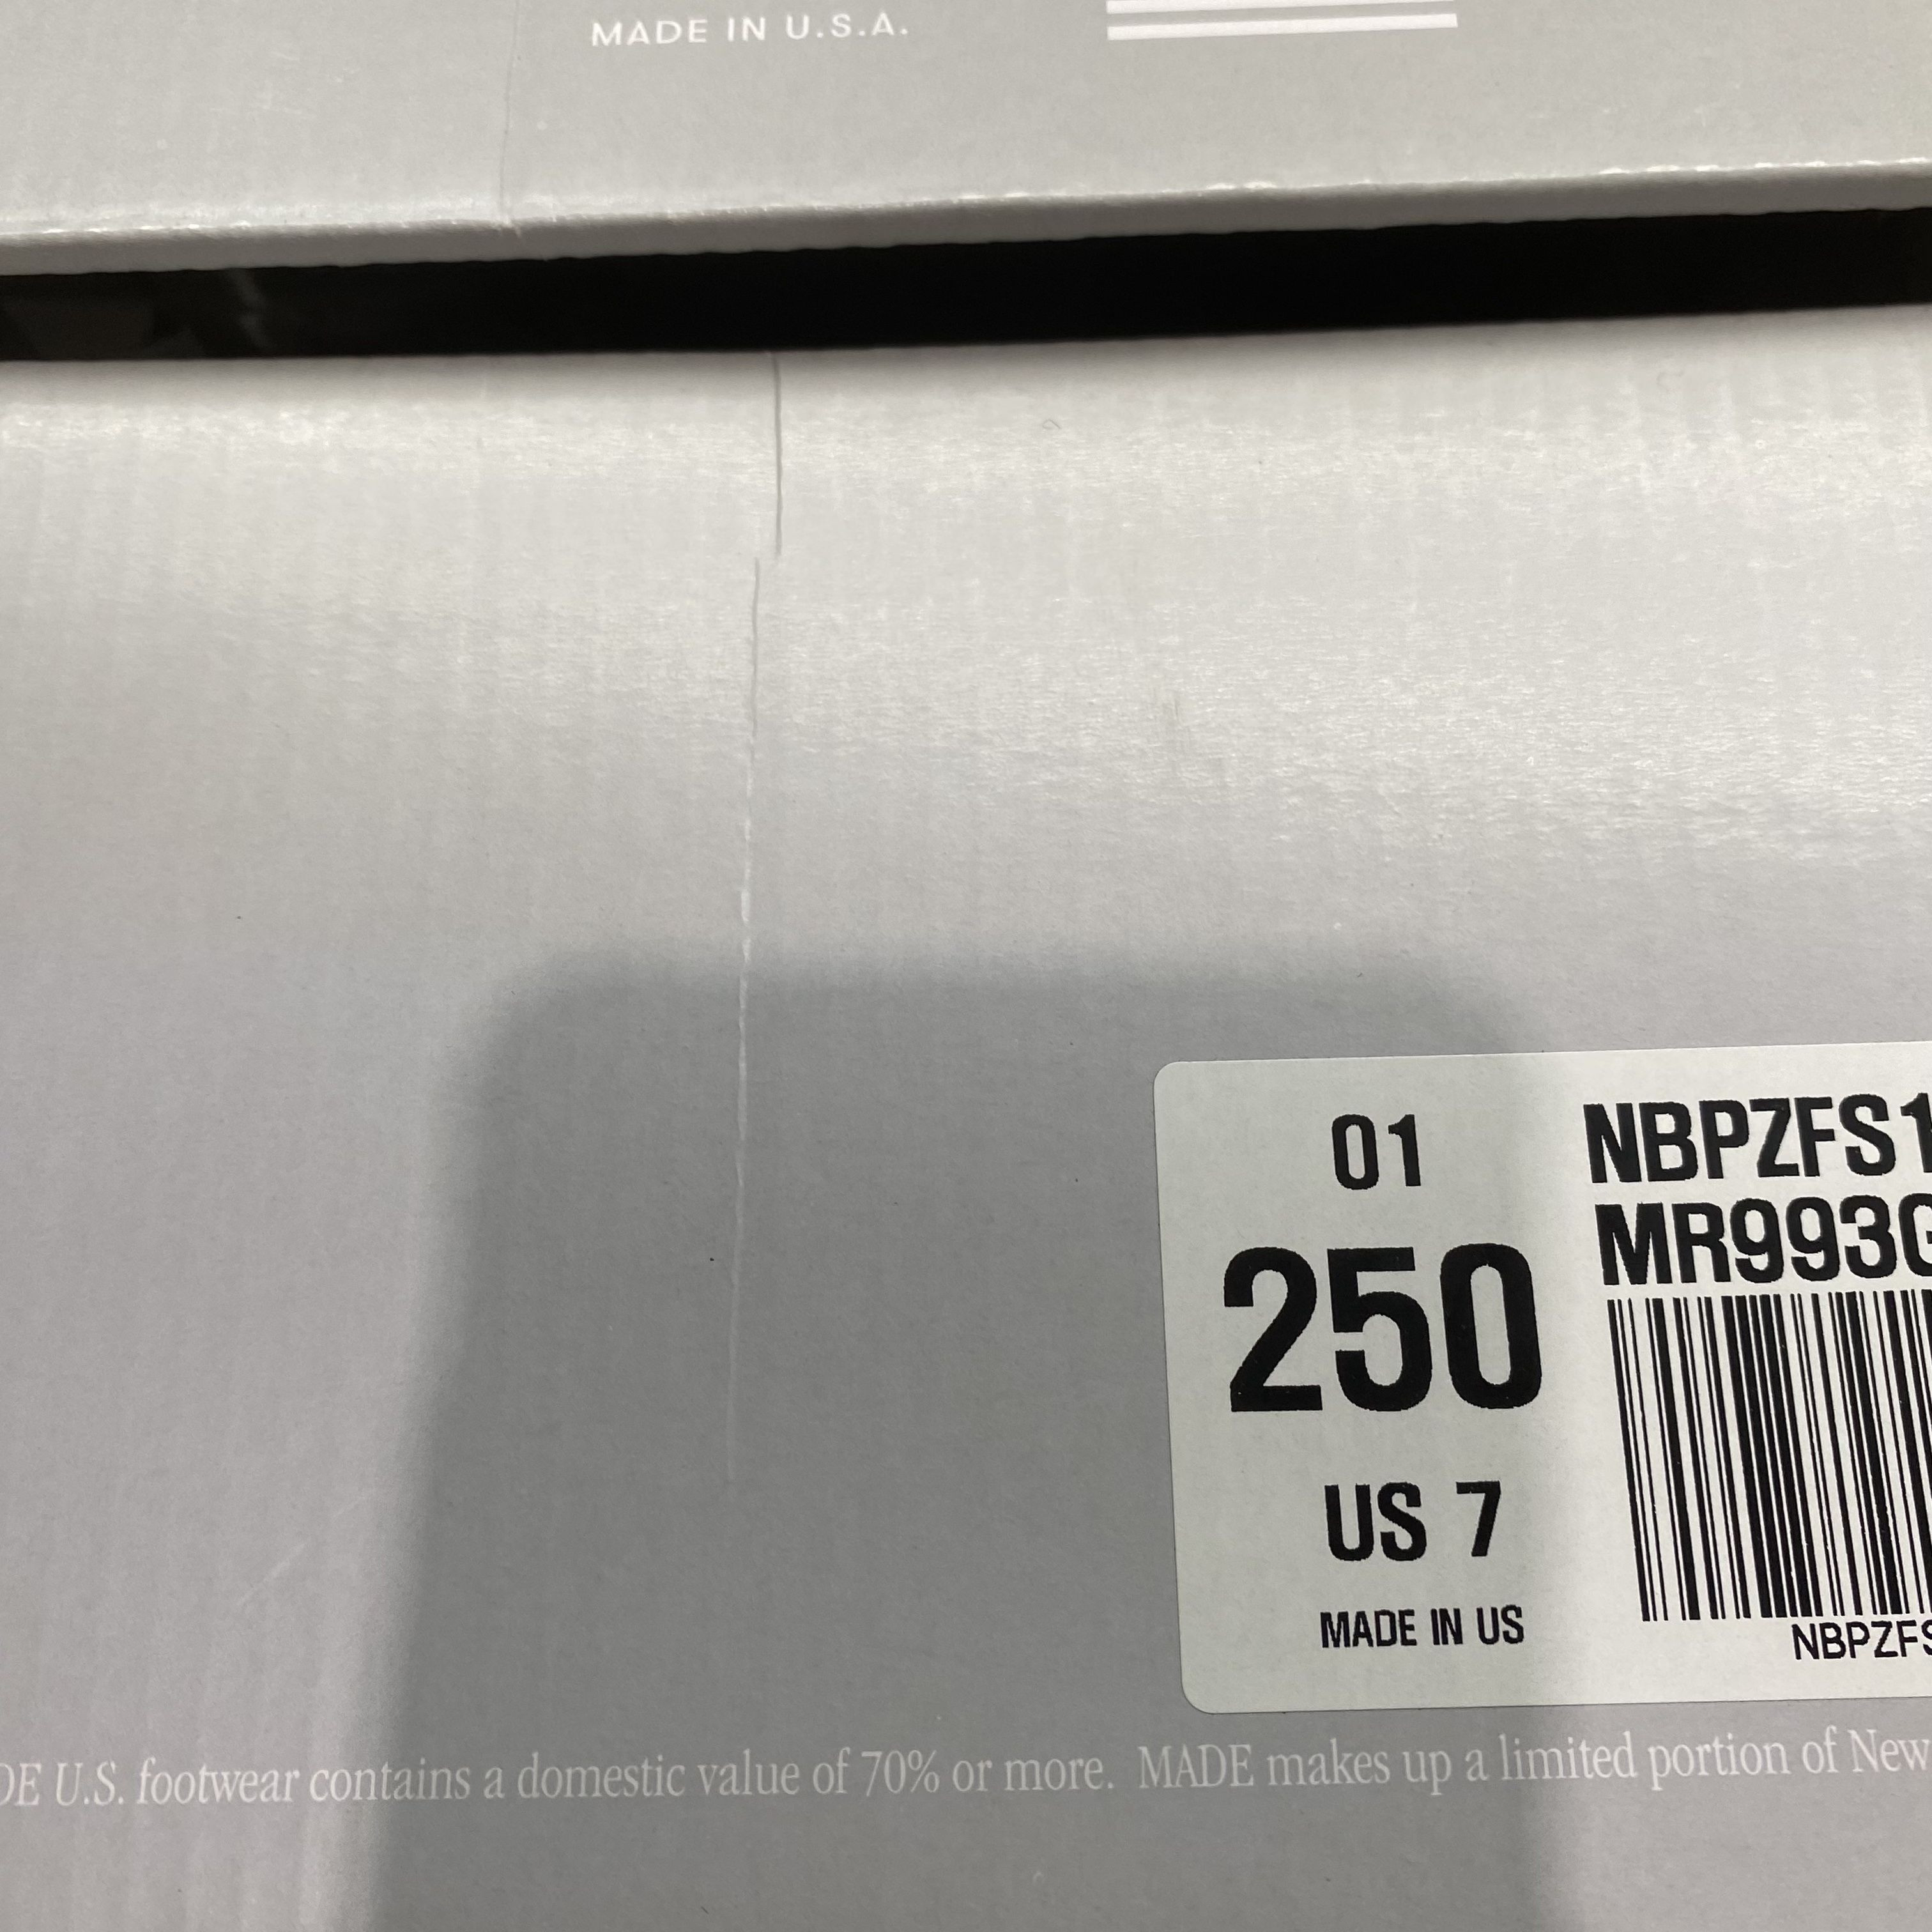 MADE IN U.S.A.
01
250
US 7
MADE IN US
NBPZFS1
MR993G
NBPZFS
DE U.S. footwear contains a domestic value of 70% or more. MADE makes up a limited portion of New